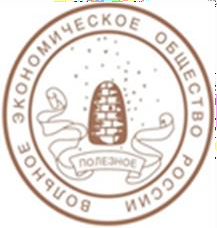 ВОЛЬНОЕ ЭКОНОМИЧЕСКОЕ ОБЩЕСТВО РОССИИ
ПОЛЕЗНОЕ